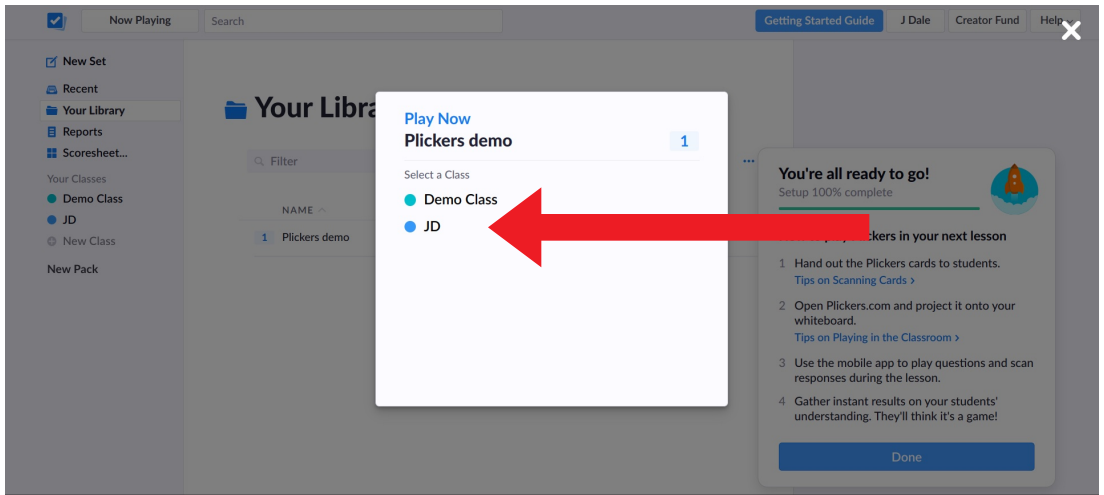 Now Playing
Search
Getting Started Guide
J Dale
Creator Fund
Help
New Set
Recent
Your Library
Reports
Scoresheet...
Your Classes
Demo Class
JD
New Class
New Pack
Your Libra
Filter
NAME
1 Plickers demo
Play Now
Plickers demo
1
Select a Class
Demo Class
JD
You're all ready to go!
Setup 100% complete
ckers in your next lesson
1 Hand out the Plickers cards to students.
Tips on Scanning Cards >
2 Open Plickers.com and project it onto your
whiteboard.
Tips on Playing in the Classroom >
3 Use the mobile app to play questions and scan
responses during the lesson.
4 Gather instant results on your students'
understanding. They'll think it's a game!
Done